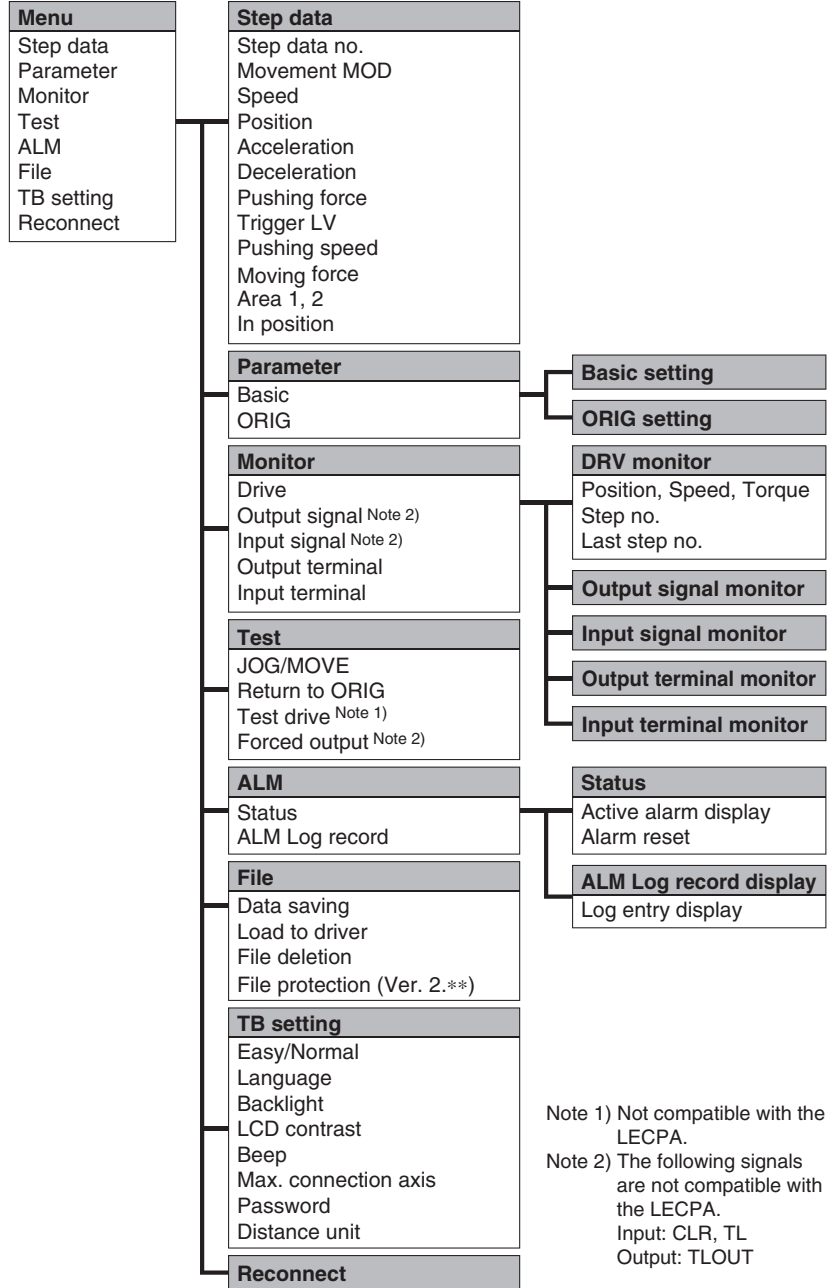 Menu
Step data
Parameter
Monitor
Test
ALM
File
TB setting
Reconnect
Step data
Step data no.
Movement MOD
Speed
Position
Acceleration
Deceleration
Pushing force
Trigger LV
Pushing speed
Moving force
Area 1, 2
In position
Parameter
Basic
ORIG
Basic setting
ORIG setting
Monitor
Drive
Output signal Note 2)
Input signal Note 2)
Output terminal
Input terminal
DRV monitor
Position, Speed, Torque
Step no.
Last step no.
Output signal monitor
Input signal monitor
Output terminal monitor
Input terminal monitor
Test
JOG/MOVE
Return to ORIG
Test drive Note 1)
Forced output Note 2)
ALM
Status
ALM Log record
Status
Active alarm display
Alarm reset
ALM Log record display
Log entry display
File
Data saving
Load to driver
File deletion
File protection (Ver. 2.**)
TB setting
Easy/Normal
Language
Backlight
LCD contrast
Beep
Max. connection axis
Password
Distance unit
Reconnect
Note 1) Not compatible with the
LECPA.
Note 2) The following signals
are not compatible with
the LECPA.
Input: CLR, TL
Output: TLOUT